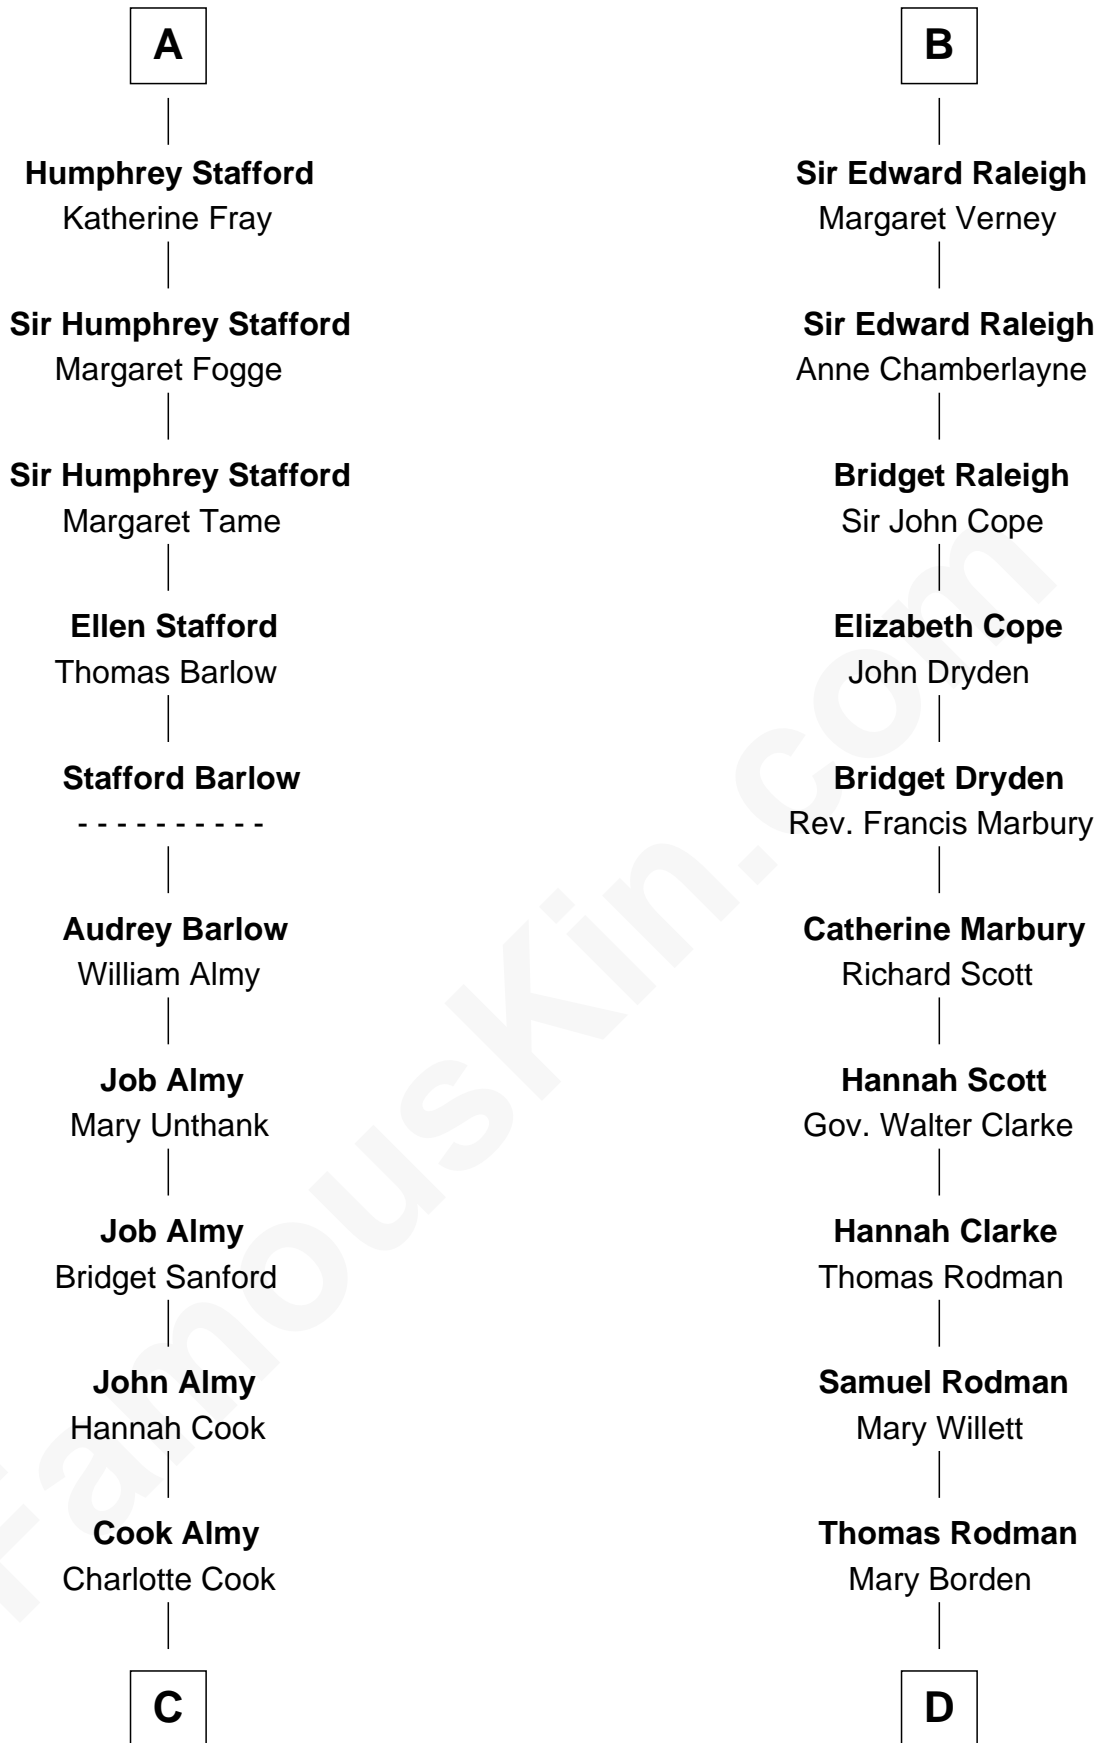 A
Humphrey Stafford
Katherine Fray
Sir Humphrey Stafford
Margaret Fogge
Sir Humphrey Stafford
Margaret Tame
Ellen Stafford
Thomas Barlow
Stafford Barlow
- - - - - - - - - -
Audrey Barlow
William Almy
Job Almy
Mary Unthank
Job Almy
Bridget Sanford
John Almy
Hannah Cook
Cook Almy
Charlotte Cook
C
B
Sir Edward Raleigh
Margaret Verney
Sir Edward Raleigh
Anne Chamberlayne
Bridget Raleigh
Sir John Cope
Elizabeth Cope
John Dryden
Bridget Dryden
Rev. Francis Marbury
Catherine Marbury
Richard Scott
Hannah Scott
Gov. Walter Clarke
Hannah Clarke
Thomas Rodman
Samuel Rodman
Mary Willett
Thomas Rodman
Mary Borden
D
FamousKin.com